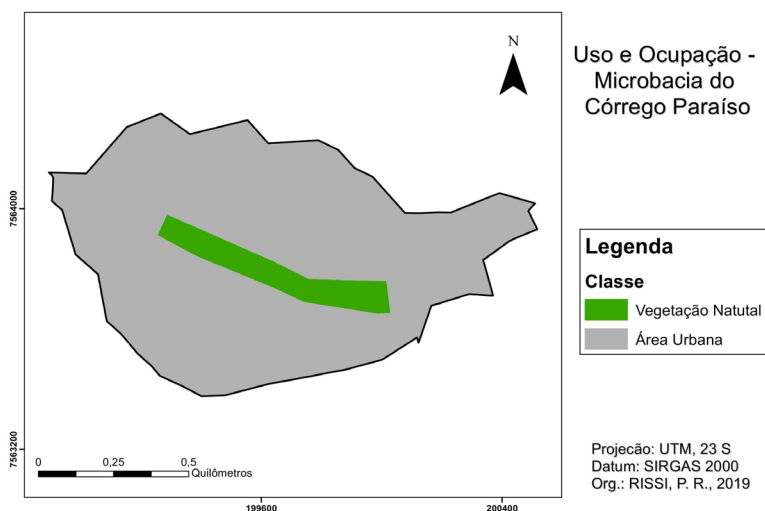 Uso e Ocupação -
Microbacia do
Córrego Paraíso
N
7564000
7563200
Legenda
Classe
Vegetação Natutal
Área Urbana
0 0,25 0,5
Quilômetros
Projecão: UTM, 23 S
Datum: SIRGAS 2000
Org.: RISSI, P. R., 2019
199600 200400